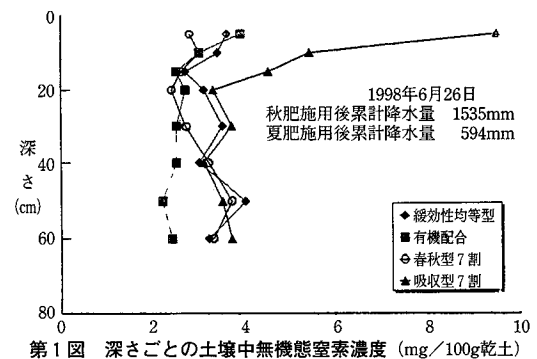 0
20
40
60
80
深さ
(cm)
1998年6月26日
秋肥施用後累計降水量 1535mm
夏肥施用後累計降水量 594mm
緩効性均等型
有機配合
春秋型7割
吸収型7割
0 2 4 6 8 10
第1図 深さごとの土壌中無機態窒素濃度(mg/100g乾土)